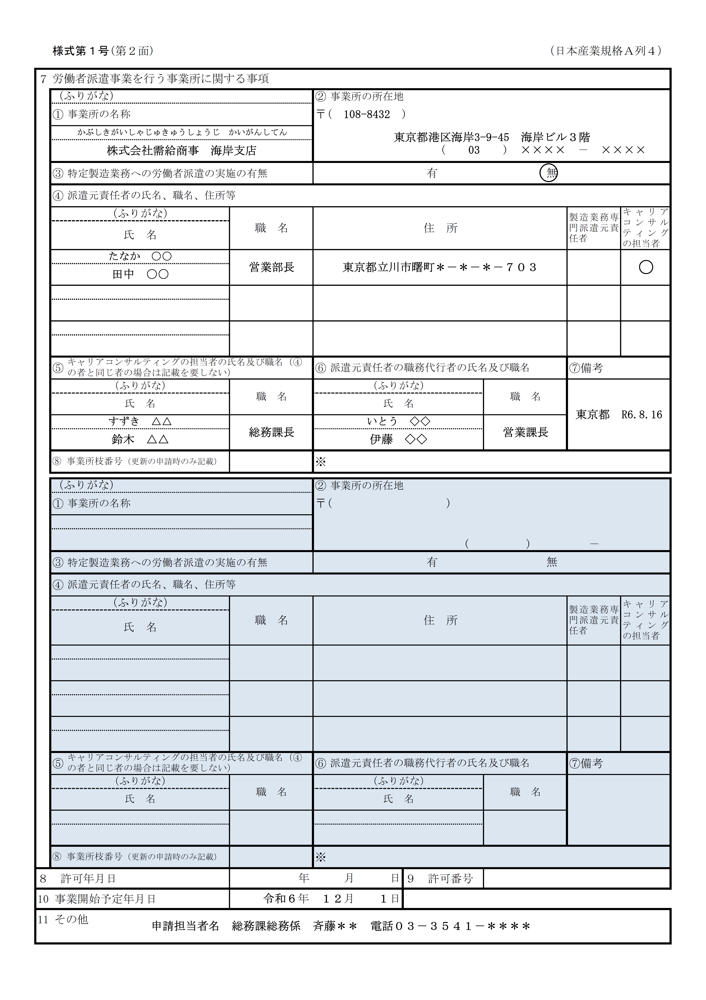 様式第１号(第２面)
（日本産業規格Ａ列４）
７ 労働者派遣事業を行う事業所に関する事項
（ふりがな）
① 事業所の名称
かぶしきがいしゃじゅきゅうしょうじ　かいがんしてん
株式会社需給商事　海岸支店
② 事業所の所在地
〒(　108-8432　)
東京都港区海岸3-9-45　海岸ビル３階
(　　03　　)　××××　－　××××
③ 特定製造業務への労働者派遣の実施の有無
有　無
④ 派遣元責任者の氏名、職名、住所等
（ふりがな）
氏　名
職　名
住　所
製造業務専
門派遣元責
任者
キャリア
コンサル
ティング
の担当者
たなか　○○
田中　○○
営業部長
東京都立川市曙町＊－＊－＊－７０３
○
⑤ キャリアコンサルティングの担当者の氏名及び職名（④
の者と同じ者の場合は記載を要しない）
⑥ 派遣元責任者の職務代行者の氏名及び職名
⑦備考
（ふりがな）
氏　名
職　名
（ふりがな）
氏　名
職　名
すずき　△△
鈴木　△△
総務課長
いとう　◇◇
伊藤　◇◇
営業課長
東京都　R6.8.16
⑧ 事業所枝番号（更新の申請時のみ記載）
※
（ふりがな）
① 事業所の名称
② 事業所の所在地
〒(　　　　　)
(　　　　　)　　　　　－
③ 特定製造業務への労働者派遣の実施の有無
有　無
④ 派遣元責任者の氏名、職名、住所等
（ふりがな）
氏　名
職　名
住　所
製造業務専
門派遣元責
任者
キャリア
コンサル
ティング
の担当者
⑤ キャリアコンサルティングの担当者の氏名及び職名（④
の者と同じ者の場合は記載を要しない）
⑥ 派遣元責任者の職務代行者の氏名及び職名
⑦備考
（ふりがな）
氏　名
職　名
（ふりがな）
氏　名
職　名
⑧ 事業所枝番号（更新の申請時のみ記載）
※
８　許可年月日
年　月　日
９　許可番号
10 事業開始予定年月日
令和６年　１２月　１日
11 その他
申請担当者名　総務課総務係　斉藤＊＊　電話０３－３５４１－＊＊＊＊